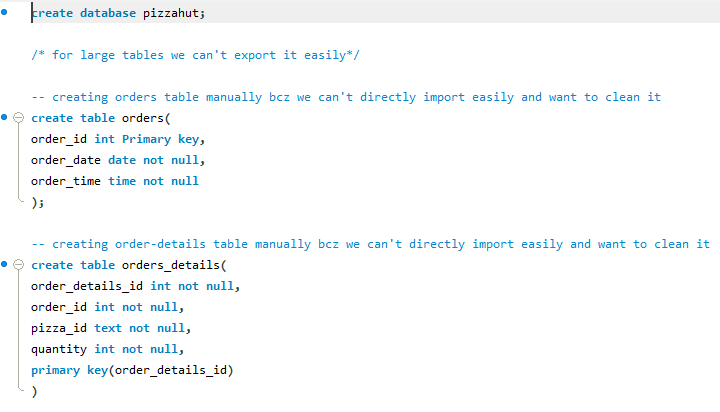 create database pizzahut;
/* for large tables we can't export it easily*/
-- creating orders table manually bcz we can't directly import easily and want to clean it
create table orders(
order_id int Primary key,
order_date date not null,
order_time time not null
);
-- creating order-details table manually bcz we can't directly import easily and want to clean it
create table orders_details(
order_details_id int not null,
order_id int not null,
pizza_id text not null,
quantity int not null,
primary key(order_details_id)
)